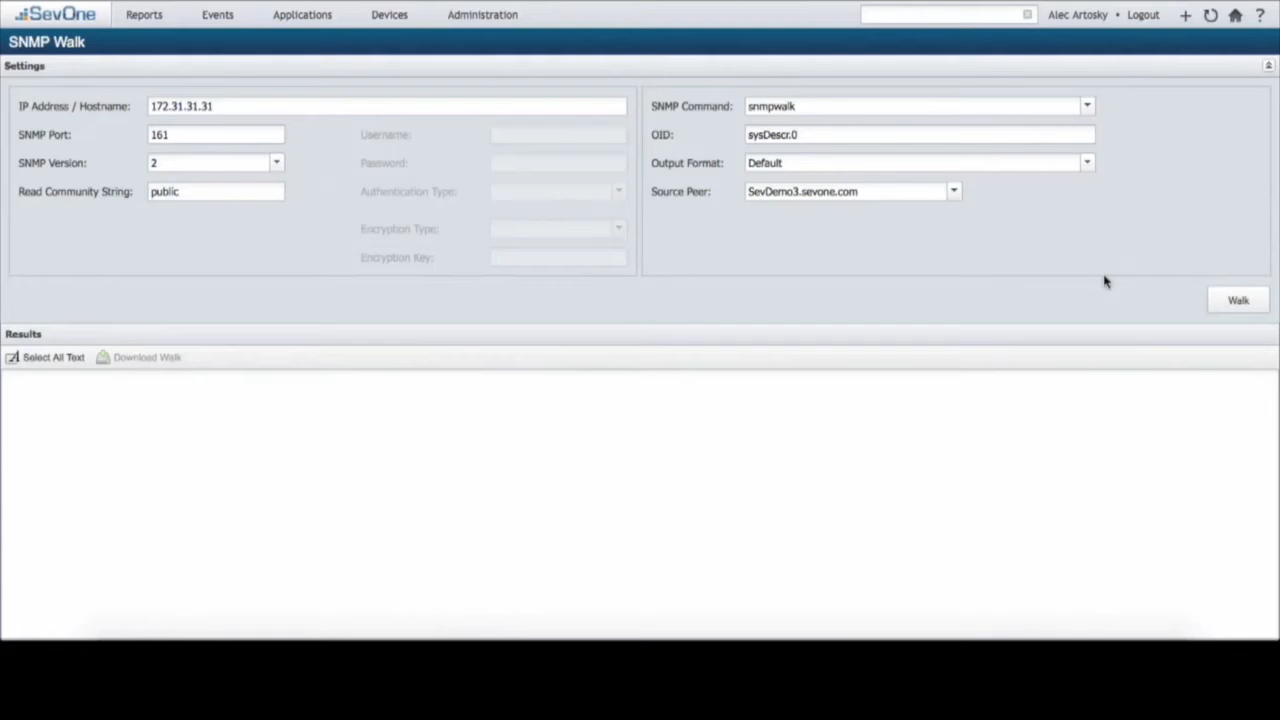 SevOne Reports Events Applications Devices Administration Alec Artosky • Logout + ?
SNMP Walk
Settings
IP Address / Hostname: 172.31.31.31 SNMP Command: snmpwalk
SNMP Port: 161 Username: OID: sysDescr.0
SNMP Version: 2 Password: Output Format: Default
Read Community String: public Authentication Type: Source Peer: SevDemo3.sevone.com
Encryption Type:
Encryption Key:
Walk
Results
Select All Text Download Walk